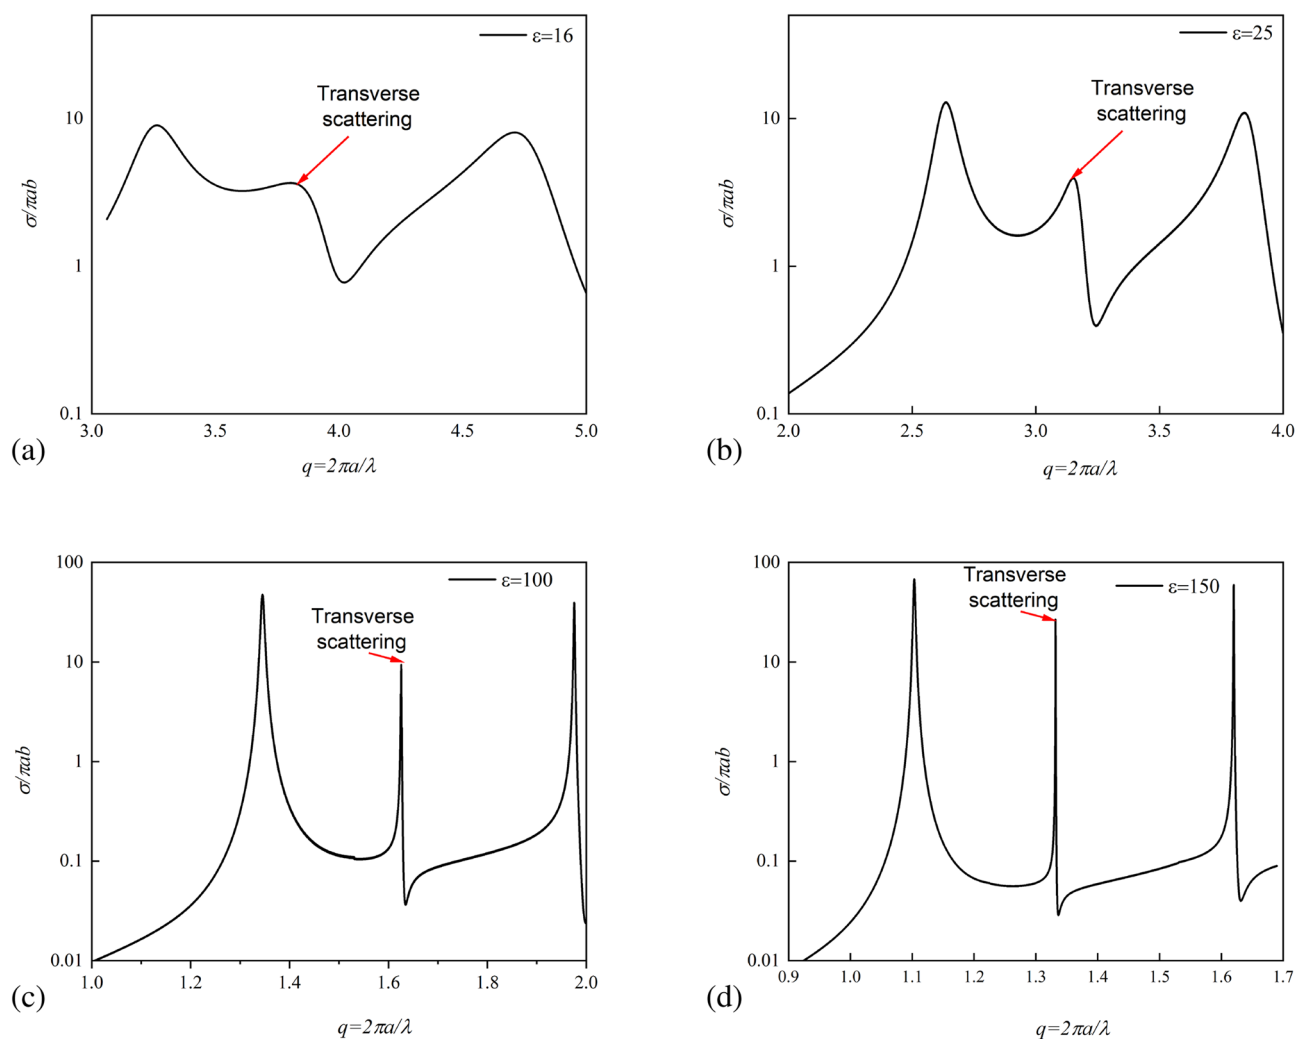 ε=16
Transverse
scattering
10
1
0.1
σ/πab
3.0 3.5 4.0 4.5 5.0
(a)
q=2πa/λ
ε=25
Transverse
scattering
10
1
0.1
σ/πab
2.0 2.5 3.0 3.5 4.0
(b)
q=2πa/λ
100
ε=100
Transverse
scattering
10
1
0.1
0.01
σ/πab
1.0 1.2 1.4 1.6 1.8 2.0
(c)
q=2πa/λ
100
Transverse
scattering
ε=150
10
1
0.1
0.01
σ/πab
0.9 1.0 1.1 1.2 1.3 1.4 1.5 1.6 1.7
(d)
q=2πa/λ